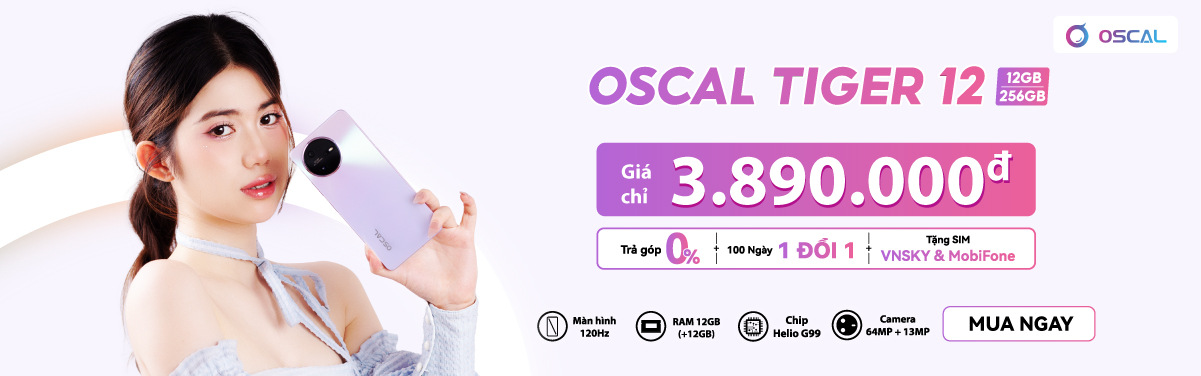 OSCAL
OSCAL TIGER 12
12GB
256GB
Giá
chỉ
3.890.000đ
Trả góp 0%
+
100 Ngày 1 ĐỔI 1
+
Tặng SIM
VNSKY & MobiFone
OSCAL
Màn hình
120Hz
RAM 12GB
(+12GB)
Chip
Helio G99
Camera
64MP + 13MP
MUA NGAY